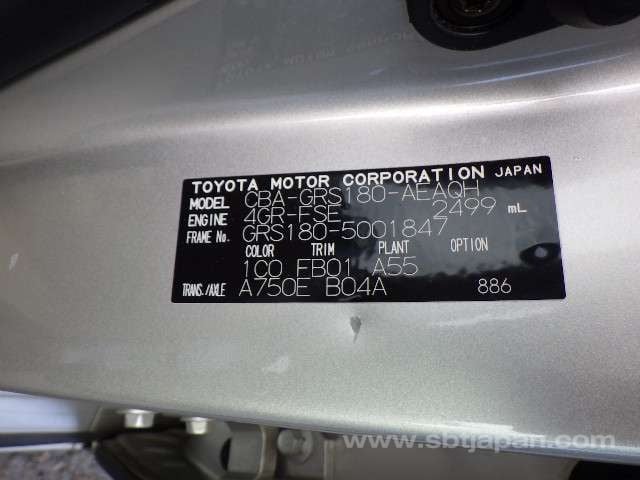 TOYOTA MOTOR CORPORATION JAPAN
MODEL CBA-GRS180-AEAQH
ENGINE 4GR-FSE 2499 mL
FRAME No. GRS180-5001847
COLOR TRIM PLANT OPTION
1C0 FB01 A55
TRANS./AXLE A750E B04A 886
www.sbtjapan.com